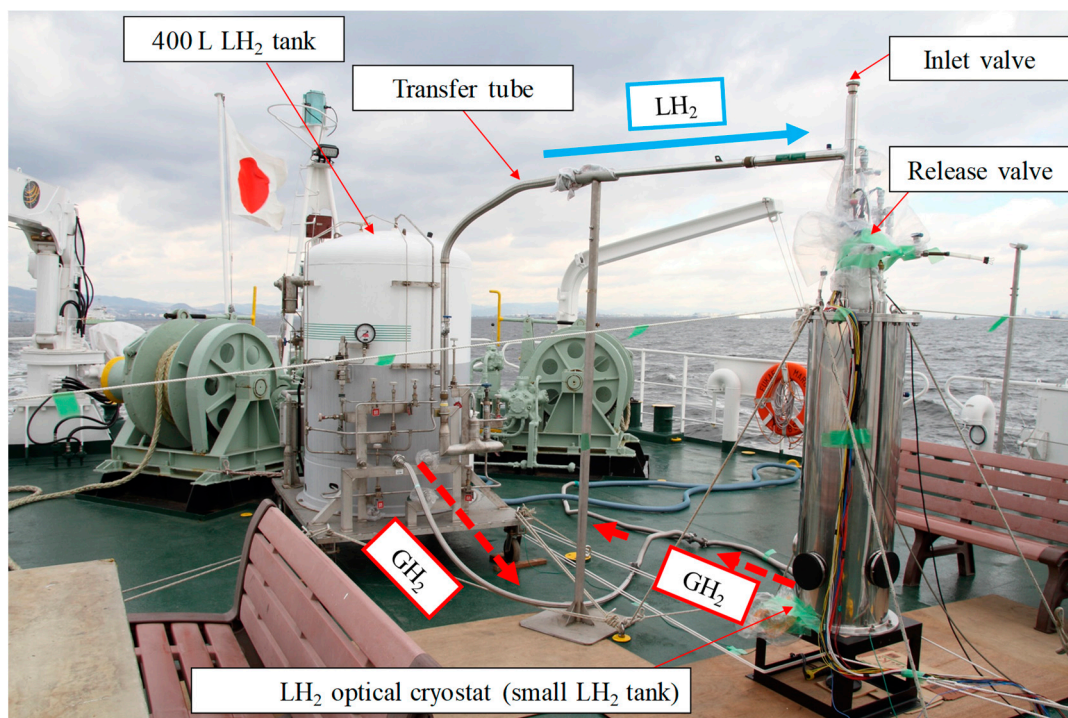 400 L LH₂ tank
Transfer tube
Inlet valve
LH₂
Release valve
GH₂
GH₂
LH₂ optical cryostat (small LH₂ tank)